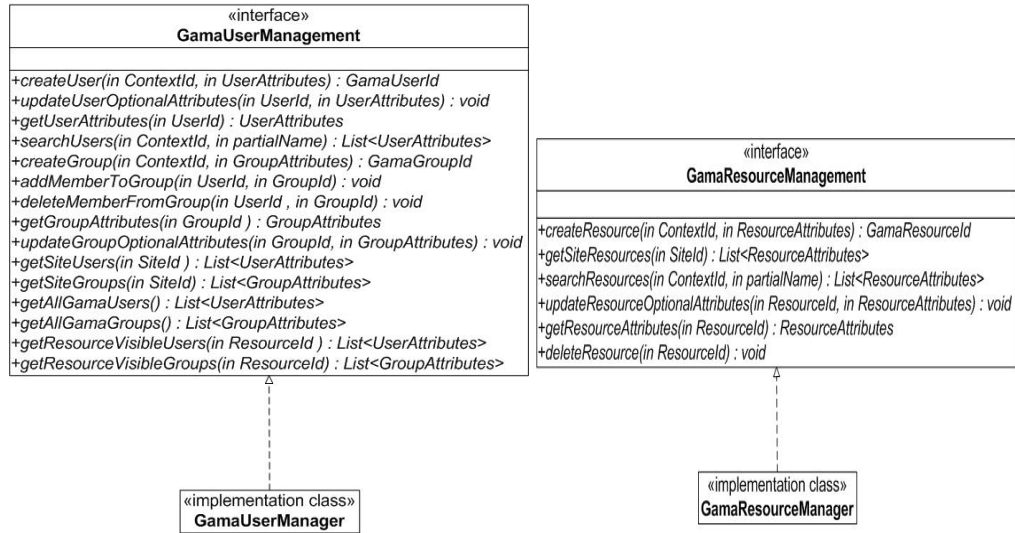 «interface»
GamaUserManagement
+createUser(in ContextId, in UserAttributes) : GamaUserId
+updateUserOptionalAttributes(in UserId, in UserAttributes) : void
+getUserAttributes(in UserId) : UserAttributes
+searchUsers(in ContextId, in partialName) : List<UserAttributes>
+createGroup(in ContextId, in GroupAttributes) : GamaGroupId
+addMemberToGroup(in UserId, in GroupId) : void
+deleteMemberFromGroup(in UserId , in GroupId) : void
+getGroupAttributes(in GroupId ) : GroupAttributes
+updateGroupOptionalAttributes(in GroupId, in GroupAttributes) : void
+getSiteUsers(in SiteId ) : List<UserAttributes>
+getSiteGroups(in SiteId) : List<GroupAttributes>
+getAllGamaUsers() : List<UserAttributes>
+getAllGamaGroups() : List<GroupAttributes>
+getResourceVisibleUsers(in ResourceId ) : List<UserAttributes>
+getResourceVisibleGroups(in ResourceId) : List<GroupAttributes>
«implementation class»
GamaUserManager
«interface»
GamaResourceManagement
+createResource(in ContextId, in ResourceAttributes) : GamaResourceId
+getSiteResources(in SiteId) : List<ResourceAttributes>
+searchResources(in ContextId, in partialName) : List<ResourceAttributes>
+updateResourceOptionalAttributes(in ResourceId, in ResourceAttributes) : void
+getResourceAttributes(in ResourceId) : ResourceAttributes
+deleteResource(in ResourceId) : void
«implementation class»
GamaResourceManager